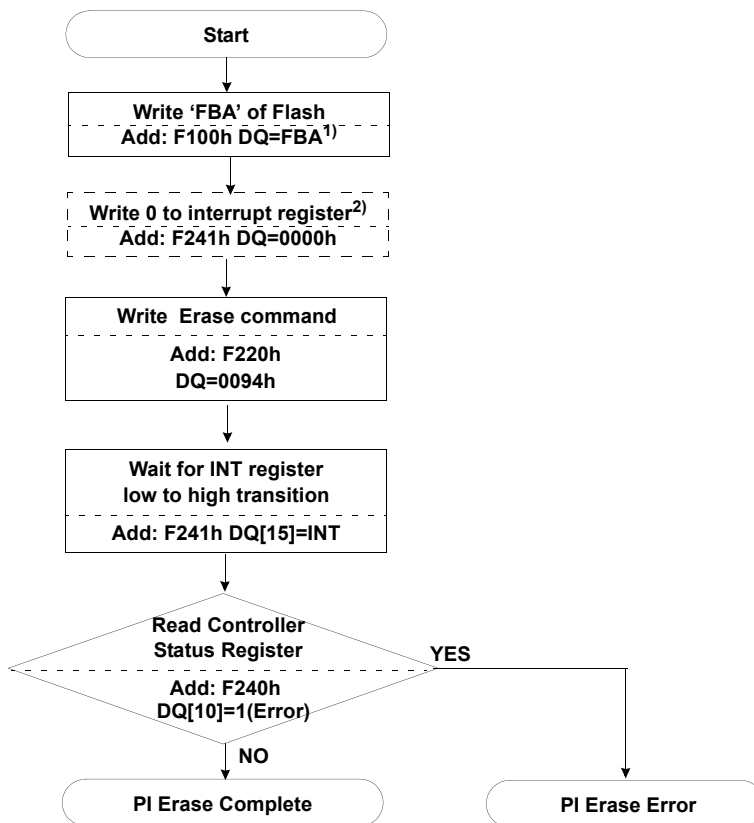 Start
Write ‘FBA’ of Flash
Add: F100h DQ=FBA1)
Write 0 to interrupt register2)
Add: F241h DQ=0000h
Write Erase command
Add: F220h
DQ=0094h
Wait for INT register
low to high transition
Add: F241h DQ[15]=INT
Read Controller
Status Register
YES
Add: F240h
DQ[10]=1(Error)
NO
PI Erase Complete
PI Erase Error